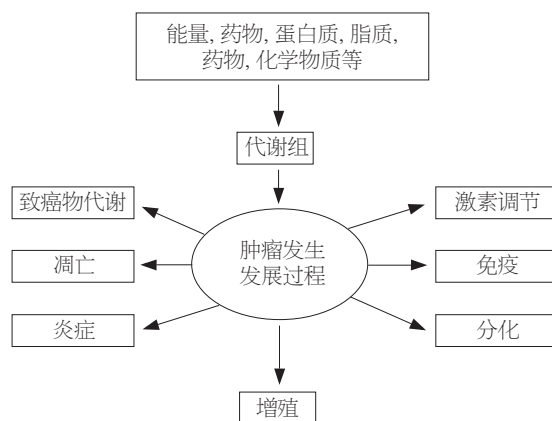 能量, 药物, 蛋白质, 脂质,
药物, 化学物质等
代谢组
致癌物代谢
激素调节
肿瘤发生
发展过程
凋亡
免疫
炎症
分化
增殖